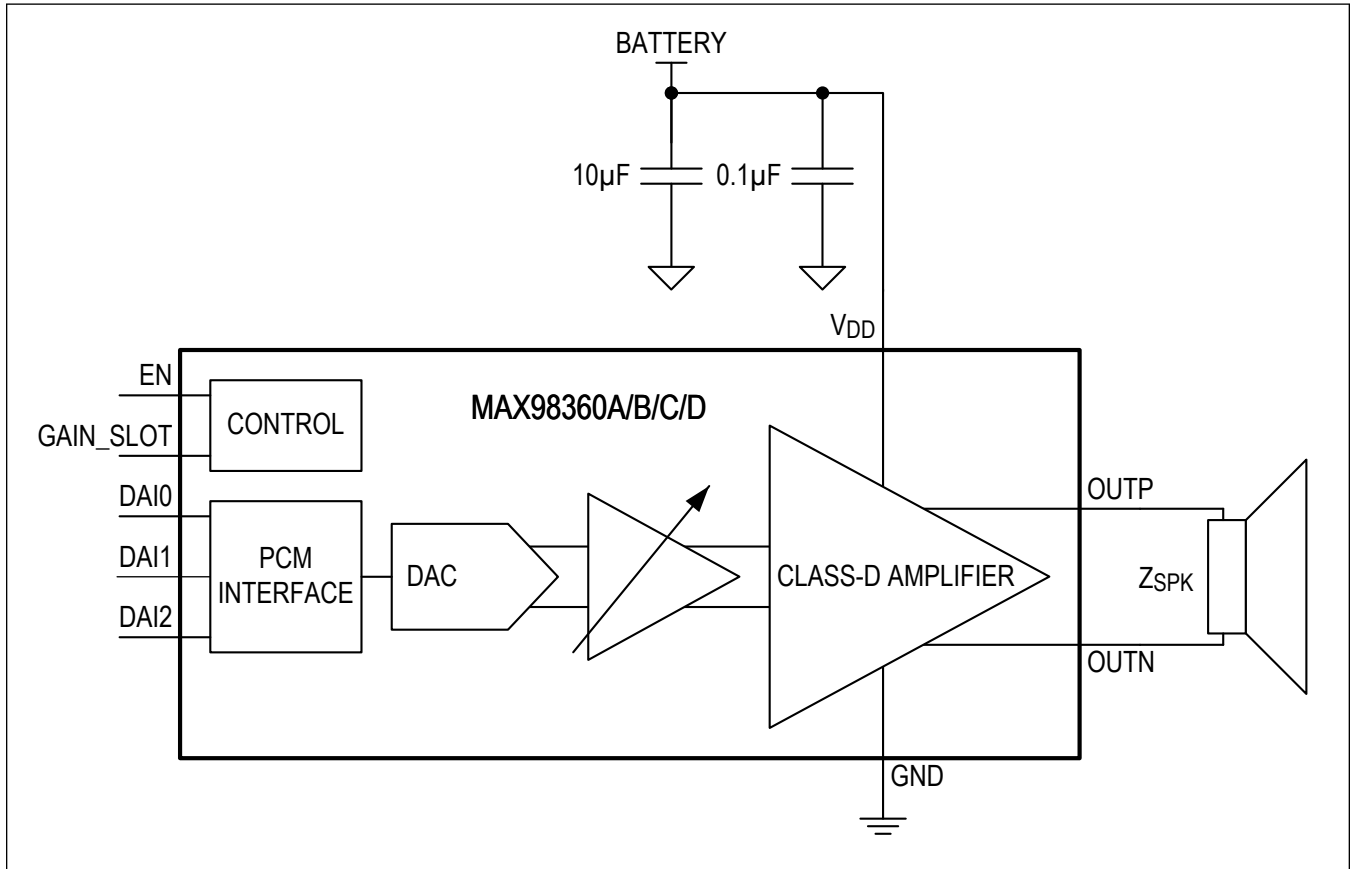 BATTERY
10µF
0.1µF
VDD
EN
GAIN_SLOT
DAI0
DAI1
DAI2
CONTROL
MAX98360A/B/C/D
PCM
INTERFACE
DAC
CLASS-D AMPLIFIER
OUTP
ZSPK
OUTN
GND